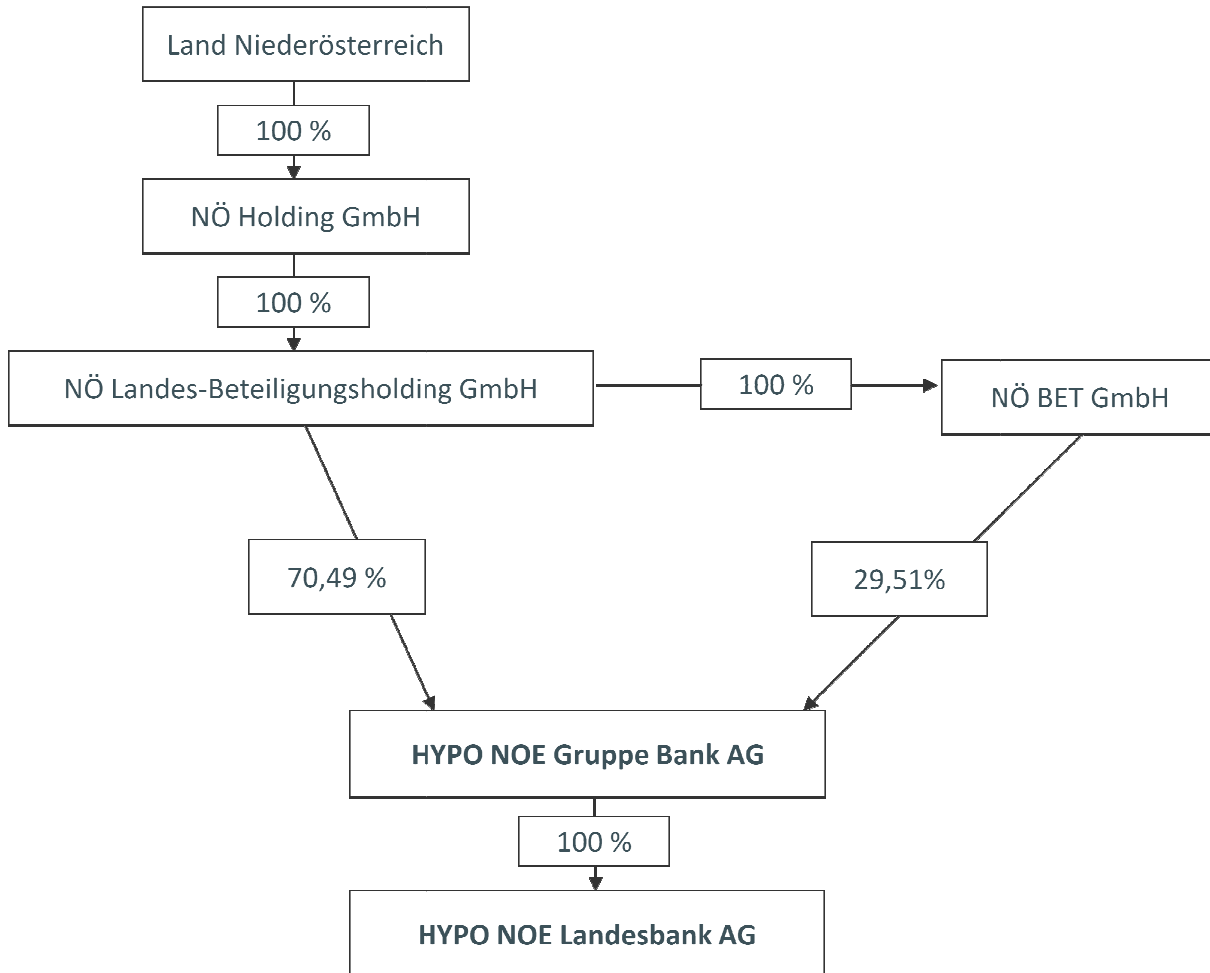 Land Niederösterreich
100 %
NÖ Holding GmbH
100 %
NÖ Landes-Beteiligungsholding GmbH
100 %
NÖ BET GmbH
70,49 %
29,51%
HYPO NOE Gruppe Bank AG
100 %
HYPO NOE Landesbank AG